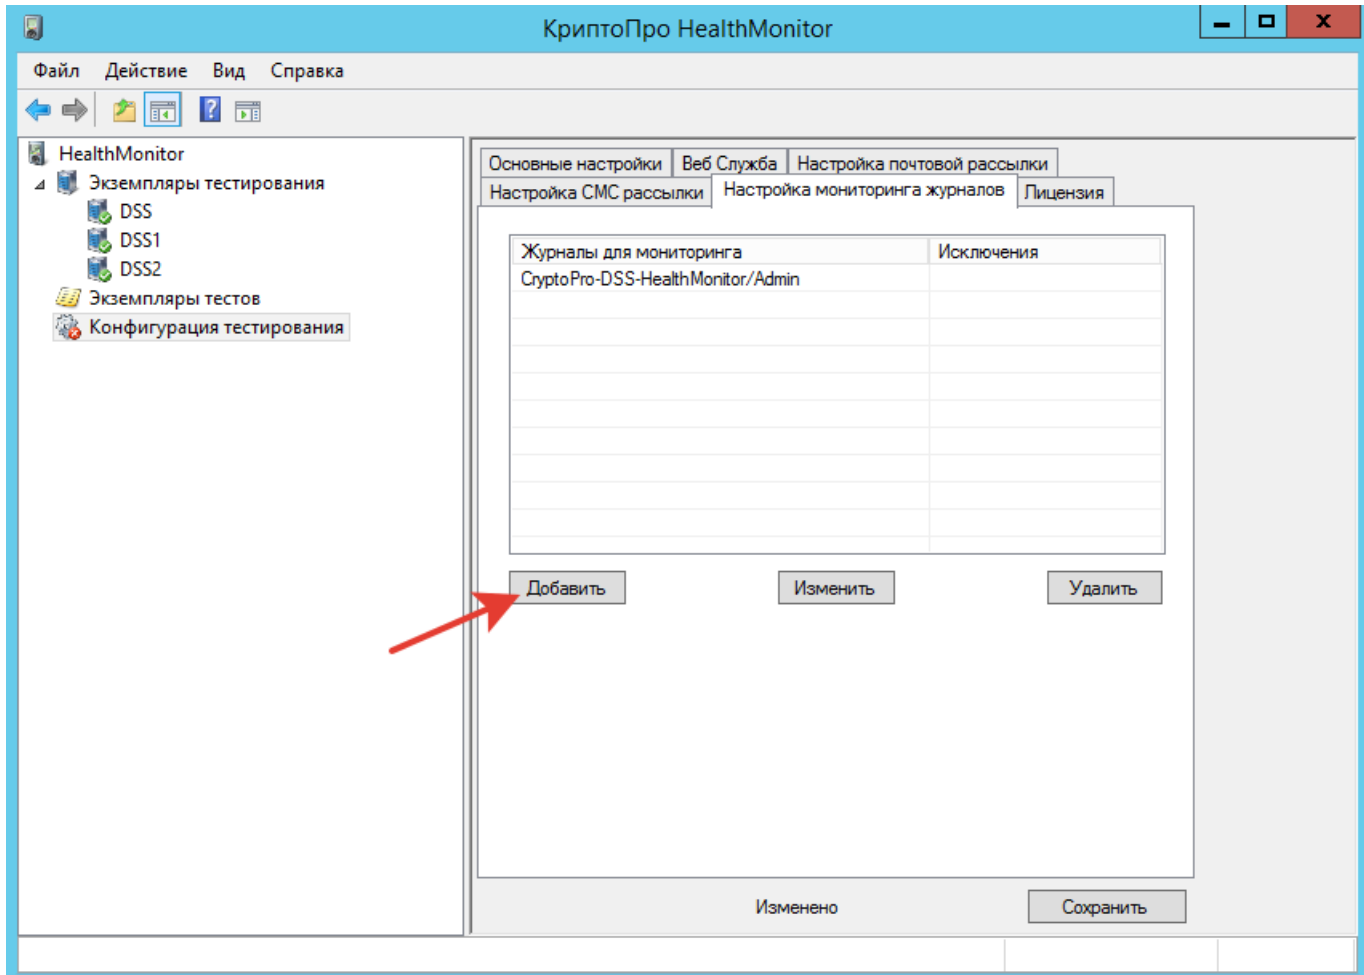 КриптоПро HealthMonitor
Файл Действие Вид Справка
HealthMonitor
Экземпляры тестирования
DSS
DSS1
DSS2
Экземпляры тестов
Конфигурация тестирования
Основные настройки Веб Служба Настройка почтовой рассылки
Настройка СМС рассылки Настройка мониторинга журналов Лицензия
Журналы для мониторинга Исключения
CryptoPro-DSS-HealthMonitor/Admin
Добавить Изменить Удалить
Изменено Сохранить